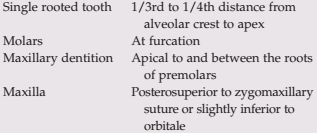 Single rooted tooth 1/3rd to 1/4th distance from
alveolar crest to apex
Molars At furcation
Maxillary dentition Apical to and between the roots
of premolars
Maxilla Posterosuperior to zygomaxillary
suture or slightly inferior to
orbitale